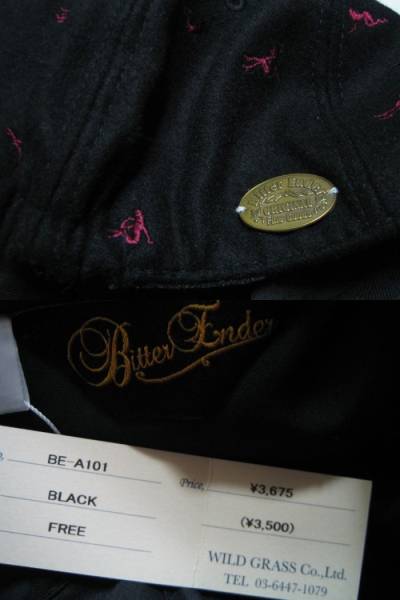 Bitter Ender
BE-A101
Price, ¥3,675
BLACK
(¥3,500)
FREE
WILD GRASS Co.,Ltd.
TEL 03-6447-1079